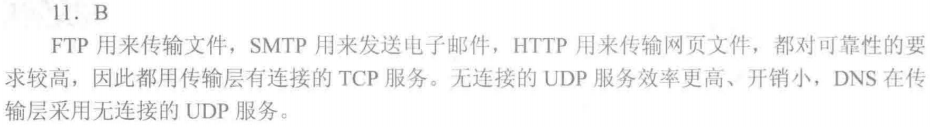 11．B
FTP 用来传输文件，SMTP 用来发送电子邮件，HTTP 用来传输网页文件，都对可靠性的要
求较高，因此都用传输层有连接的 TCP 服务。无连接的 UDP 服务效率更高、开销小，DNS 在传
输层采用无连接的 UDP 服务。